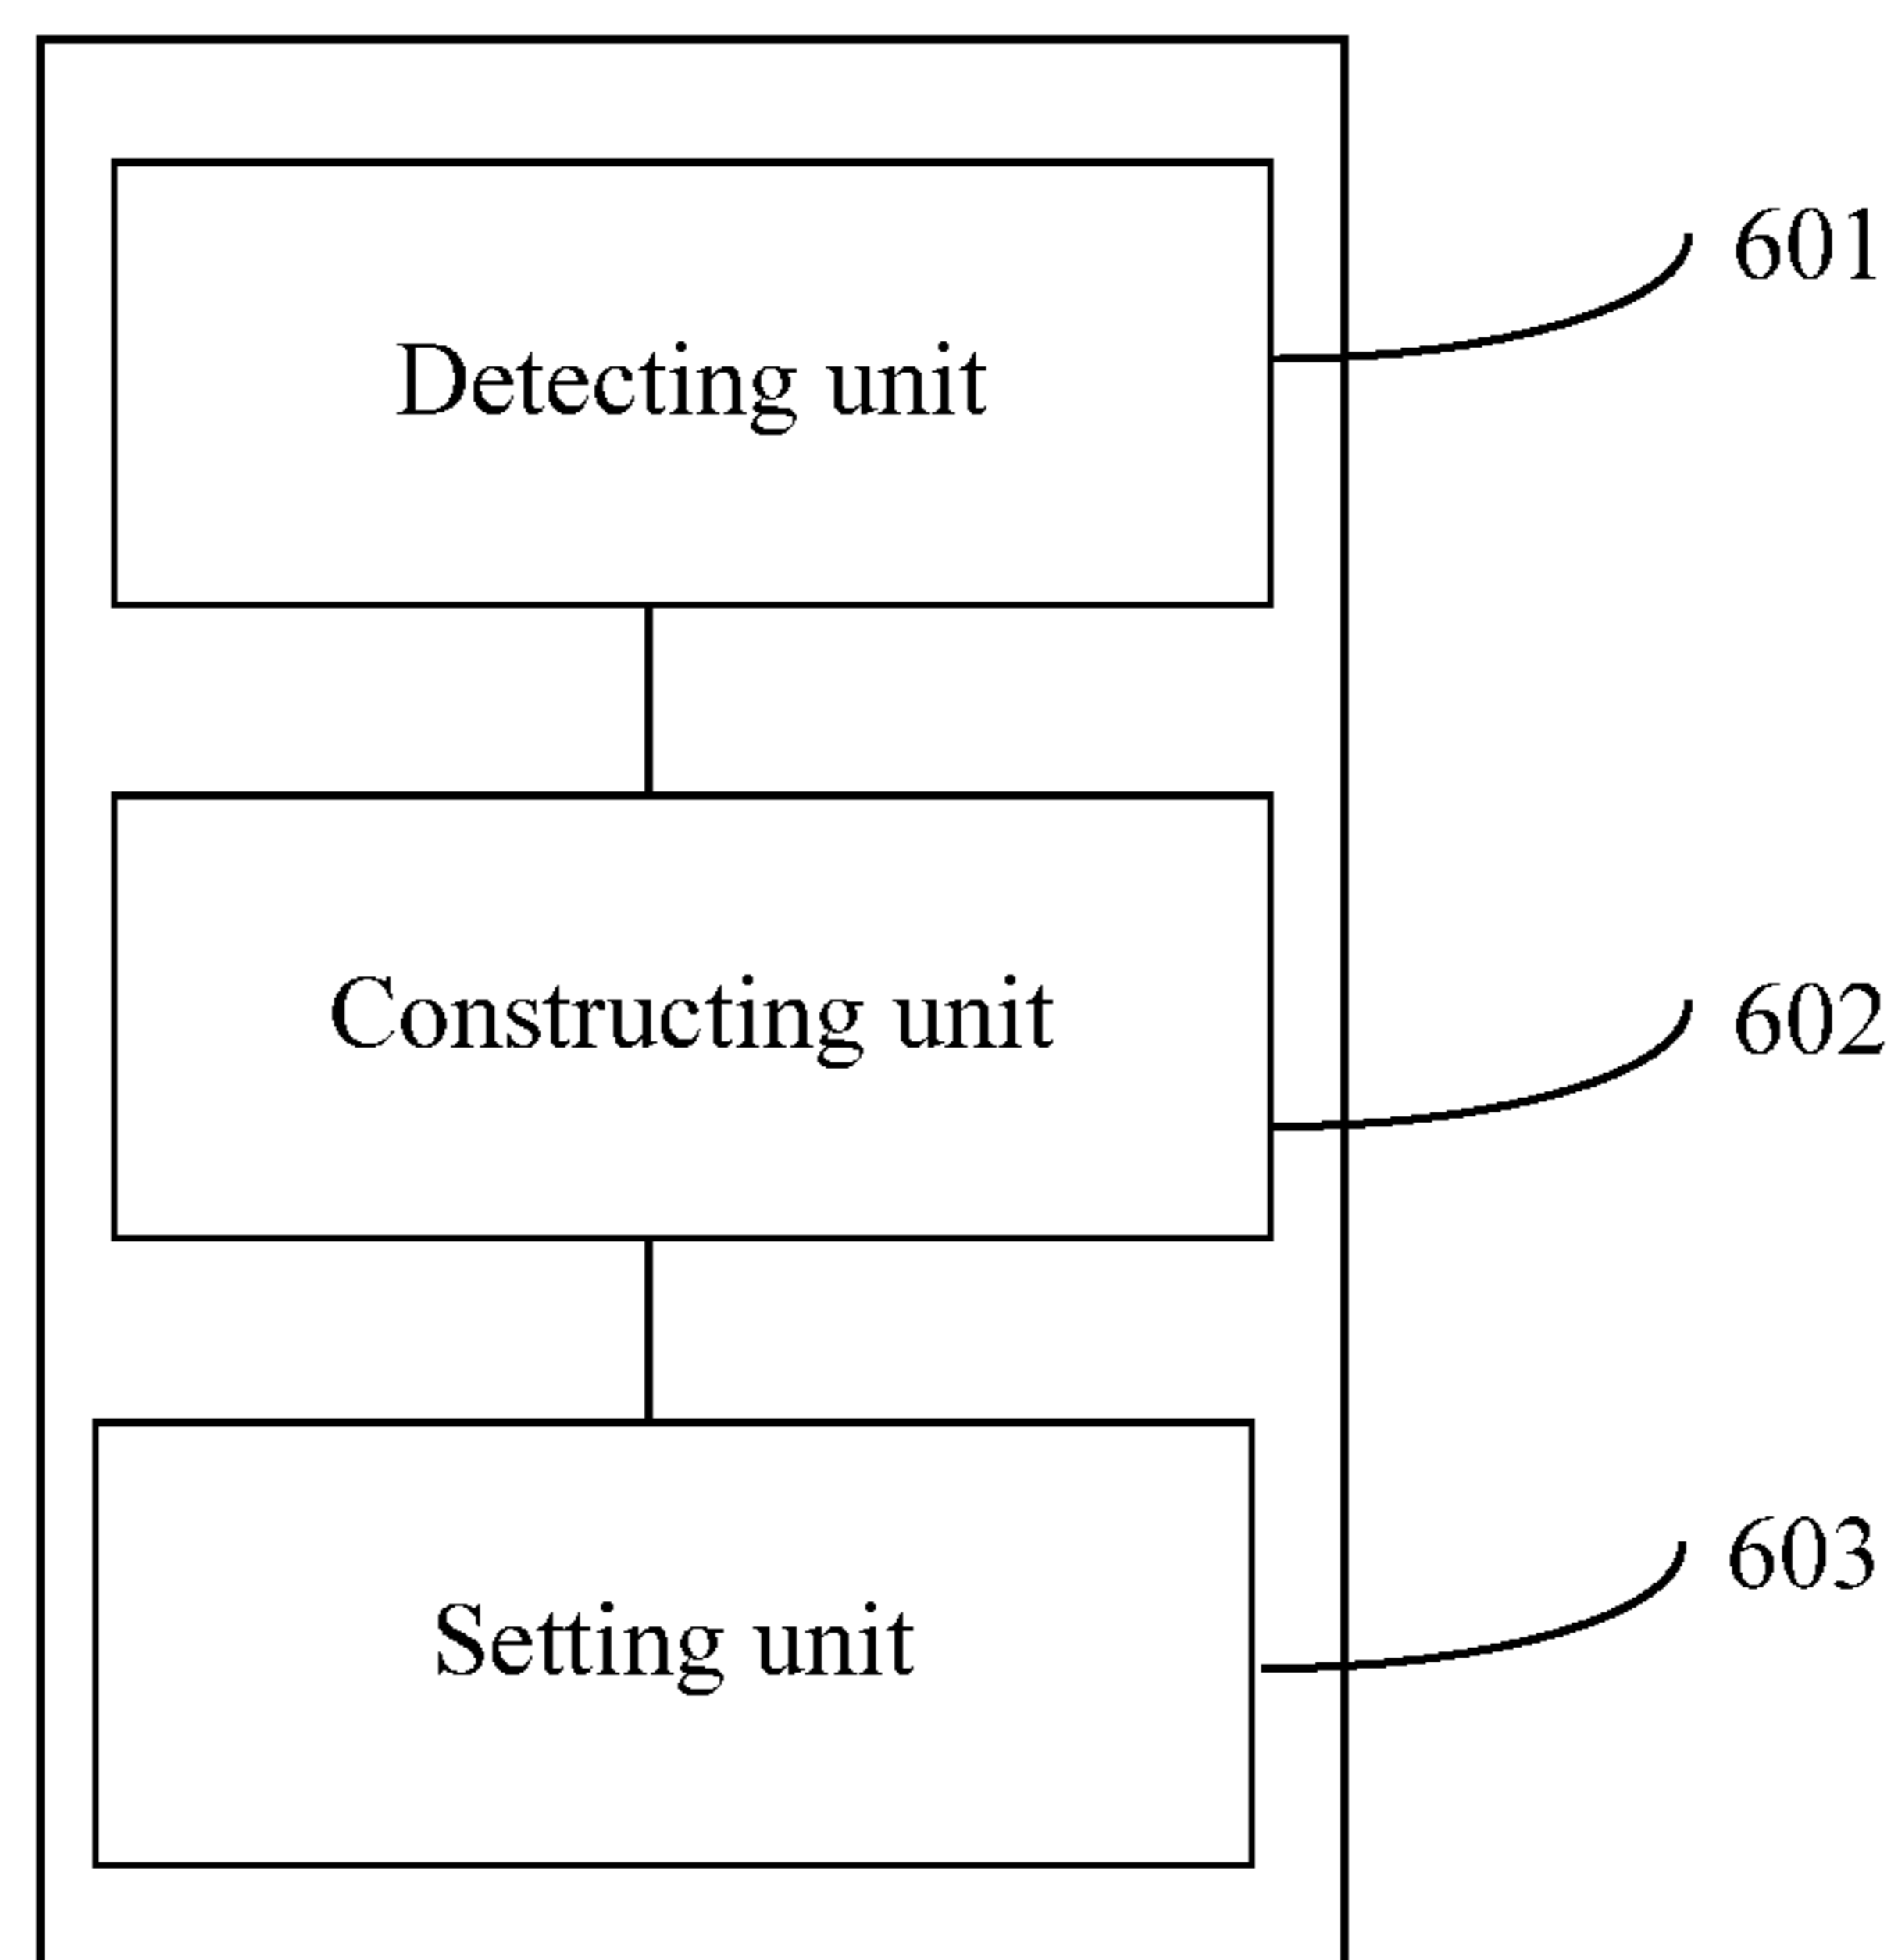 601
Detecting unit
602
Constructing unit
603
Setting unit